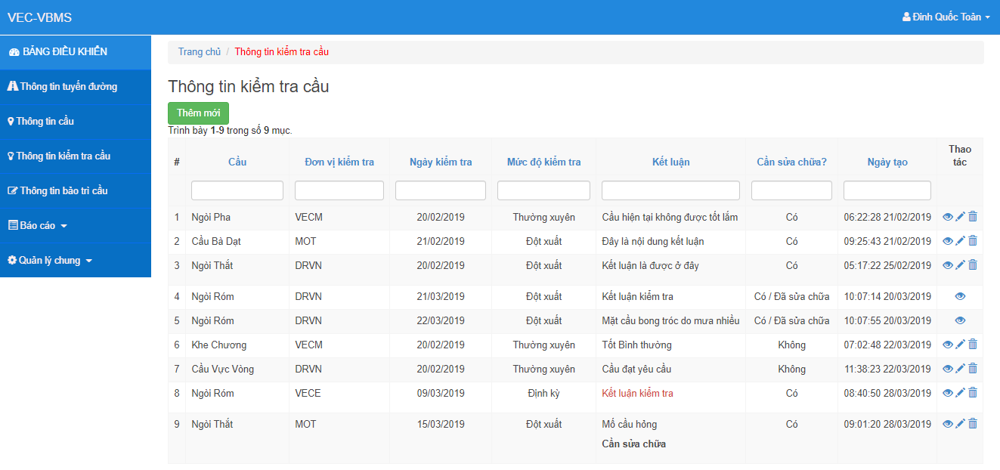 VEC-VBMS
Đinh Quốc Toản
BẢNG ĐIỀU KHIỂN
Thông tin tuyến đường
Thông tin cầu
Thông tin kiểm tra cầu
Thông tin bảo trì cầu
Báo cáo
Quản lý chung
Trang chủ / Thông tin kiểm tra cầu
Thông tin kiểm tra cầu
Thêm mới
Trình bày 1-9 trong số 9 mục.
# Cầu Đơn vị kiểm tra Ngày kiểm tra Mức độ kiểm tra Kết luận Cần sửa chữa? Ngày tạo Thao tác
1 Ngòi Pha VECM 20/02/2019 Thường xuyên Cầu hiện tại không được tốt lắm Có 06:22:28 21/02/2019
2 Cầu Bà Dạt MOT 21/02/2019 Đột xuất Đây là nội dung kết luận Có 09:25:43 21/02/2019
3 Ngòi Thắt DRVN 20/02/2019 Đột xuất Kết luận là được ở đây Có 05:17:22 25/02/2019
4 Ngòi Róm DRVN 21/03/2019 Đột xuất Kết luận kiểm tra Có / Đã sửa chữa 10:07:14 20/03/2019
5 Ngòi Róm DRVN 22/03/2019 Đột xuất Mặt cầu bong tróc do mưa nhiều Có / Đã sửa chữa 10:07:55 20/03/2019
6 Khe Chương VECM 20/02/2019 Thường xuyên Tốt Bình thường Không 07:02:48 22/03/2019
7 Cầu Vực Vòng DRVN 20/02/2019 Thường xuyên Cầu đạt yêu cầu Không 11:38:23 22/03/2019
8 Ngòi Róm VECE 09/03/2019 Định kỳ Kết luận kiểm tra Có 08:40:50 28/03/2019
9 Ngòi Thắt MOT 15/03/2019 Đột xuất Mố cầu hỏng Có 09:01:20 28/03/2019
Cần sửa chữa